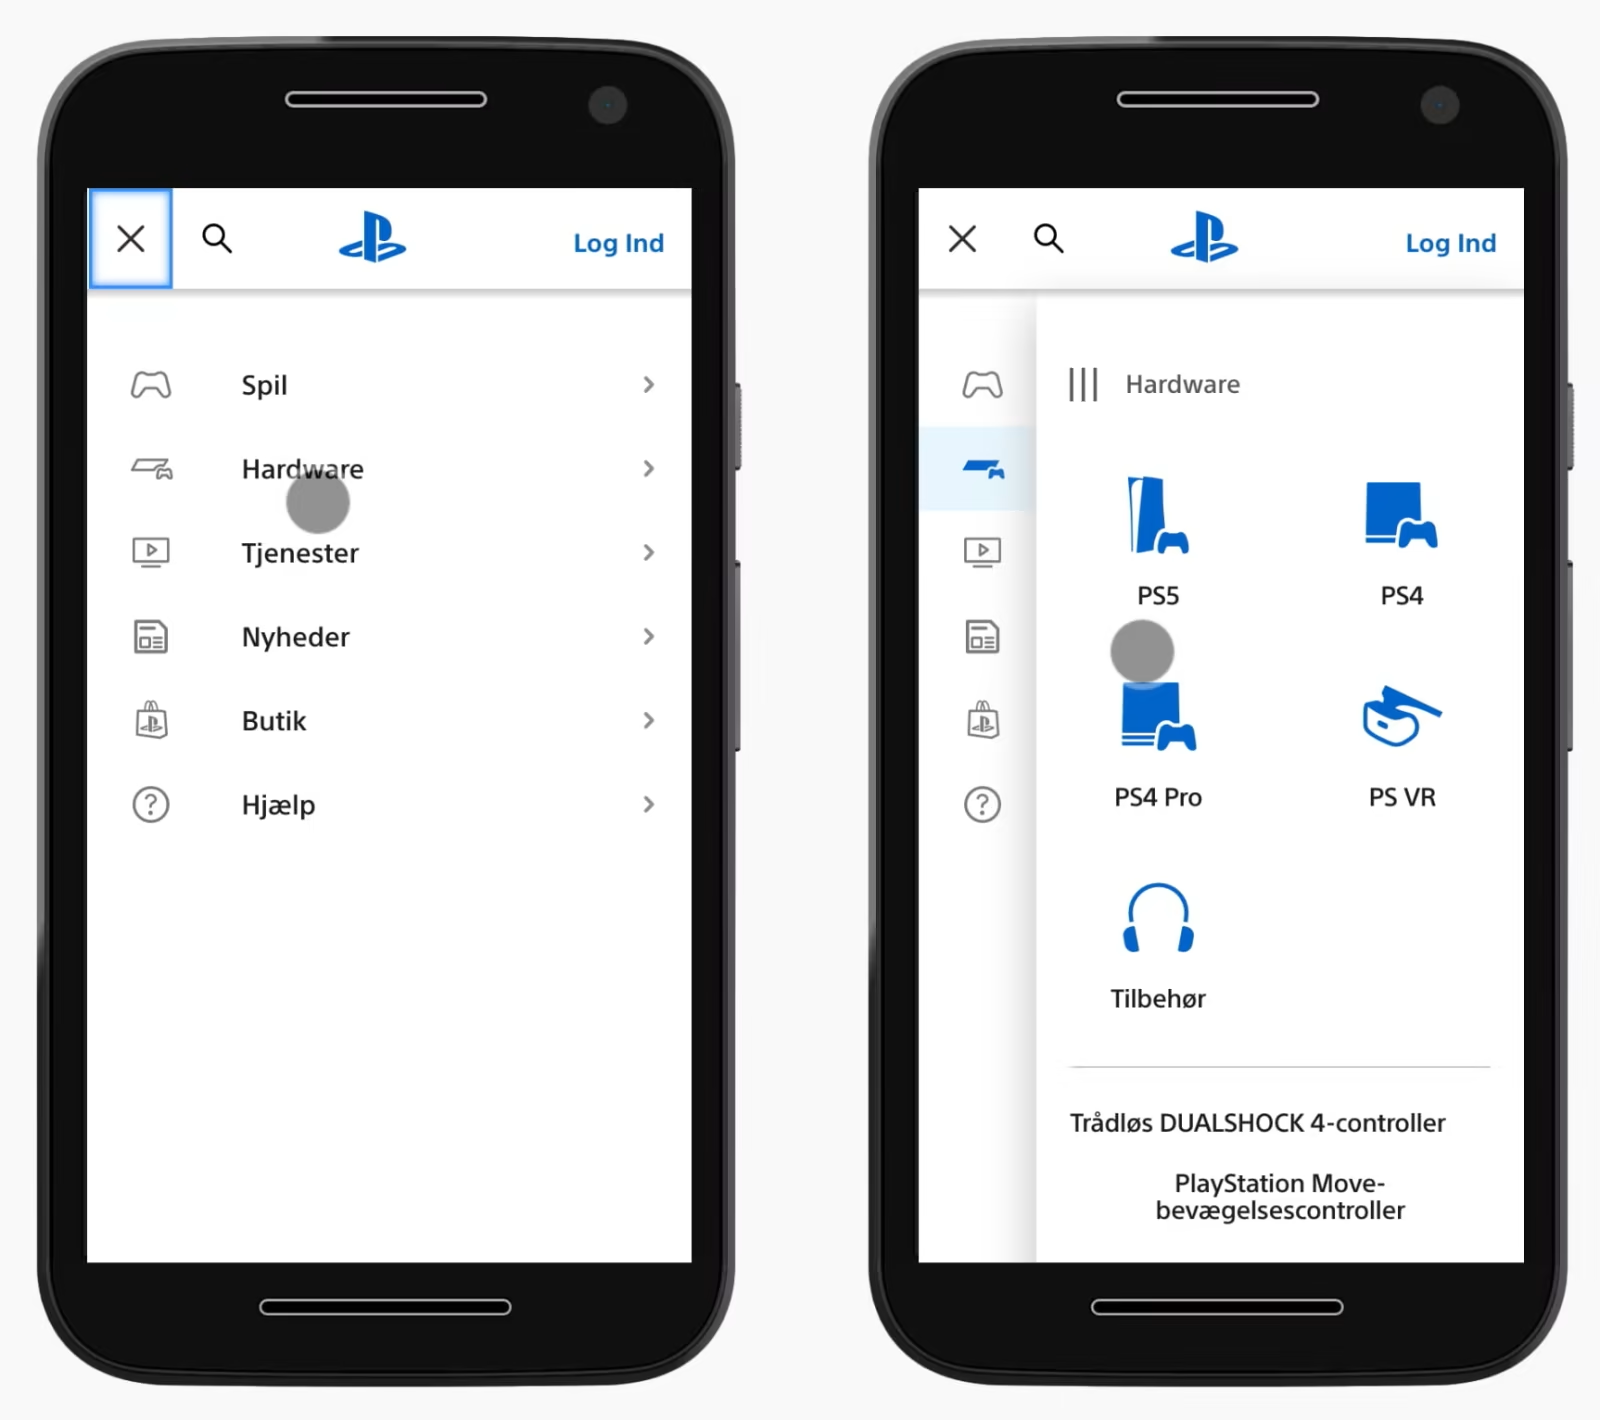 Log Ind
Spil
Hardware
Tjenester
Nyheder
Butik
Hjælp
Log Ind
Hardware
PS5
PS4
PS4 Pro
PS VR
Tilbehør
Trådløs DUALSHOCK 4-controller
PlayStation Move-
bevægelsescontroller